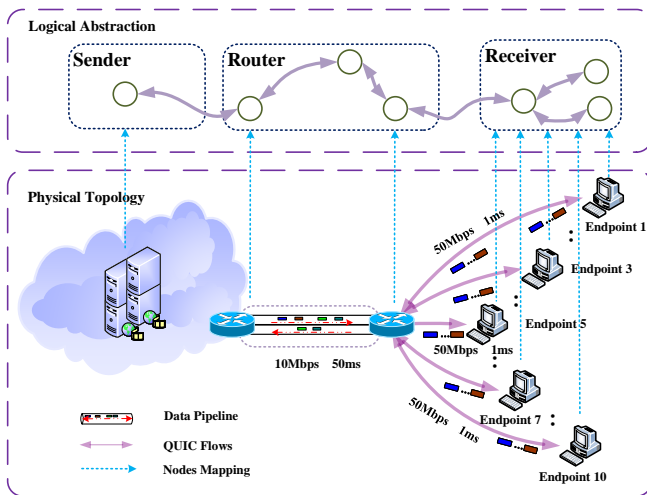 Logical Abstraction
Sender
Router
Receiver
Physical Topology
50Mbps 1ms
Endpoint 1
Endpoint 3
Endpoint 5
50Mbps 1ms
10Mbps 50ms
50Mbps 1ms
Endpoint 7
Endpoint 10
Data Pipeline
QUIC Flows
Nodes Mapping